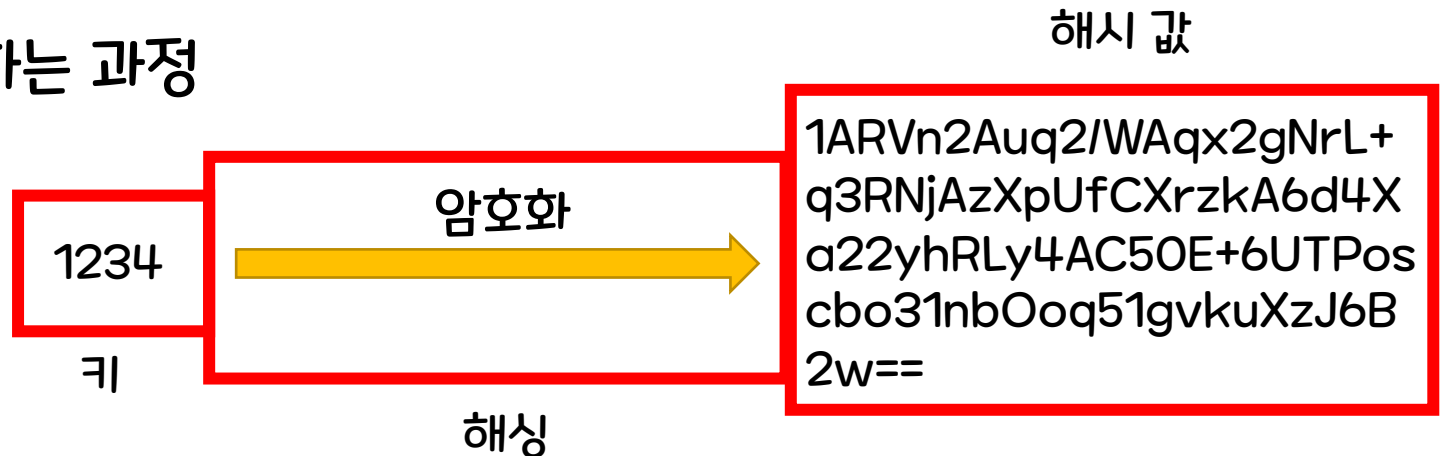 하는 과정
해시 값
1234
암호화
1ARVn2Auq2/WAqx2gNrL+
q3RNjAzXpUfCXrzkA6d4X
a22yhRLy4AC50E+6UTPos
cbo31nbOoq51gvkuXzJ6B
2w==
키
해싱